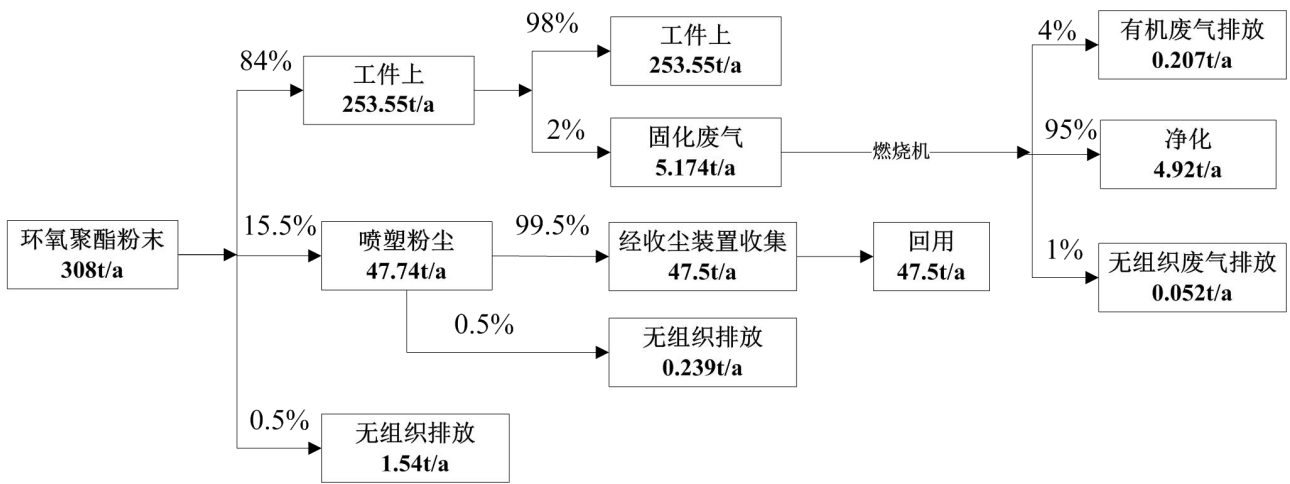 环氧聚酯粉末
308t/a
84%
工件上
253.55t/a
98%
工件上
253.55t/a
2%
固化废气
5.174t/a
燃烧机
4%
有机废气排放
0.207t/a
95%
净化
4.92t/a
1%
无组织废气排放
0.052t/a
15.5%
喷塑粉尘
47.74t/a
99.5%
经收尘装置收集
47.5t/a
回用
47.5t/a
0.5%
无组织排放
0.239t/a
0.5%
无组织排放
1.54t/a